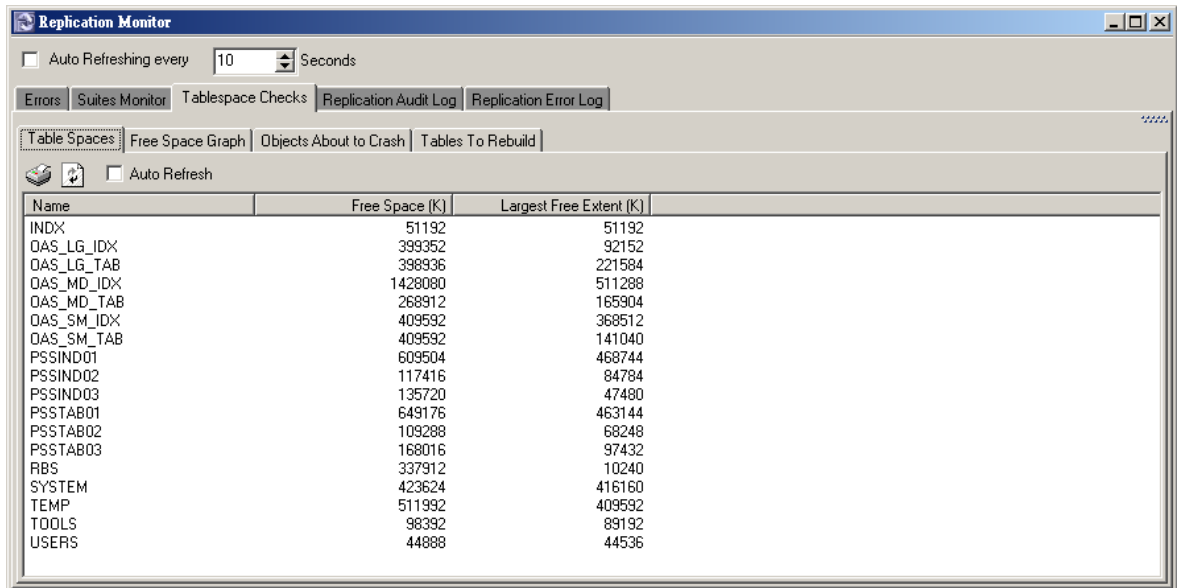 Replication Monitor
Auto Refreshing every 10 Seconds
Errors Suites Monitor Tablespace Checks Replication Audit Log Replication Error Log
Table Spaces Free Space Graph Objects About to Crash Tables To Rebuild
Auto Refresh
Name Free Space (K) Largest Free Extent (K)
INDX 51192 51192
OAS_LG_IDX 399352 92152
OAS_LG_TAB 398936 221584
OAS_MD_IDX 1428080 511288
OAS_MD_TAB 268912 165904
OAS_SM_IDX 409592 368512
OAS_SM_TAB 409592 141040
PSSIND01 609504 468744
PSSIND02 117416 84784
PSSIND03 135720 47480
PSSTAB01 649176 463144
PSSTAB02 109288 68248
PSSTAB03 168016 97432
RBS 337912 10240
SYSTEM 423624 416160
TEMP 511992 409592
TOOLS 98392 89192
USERS 44888 44536